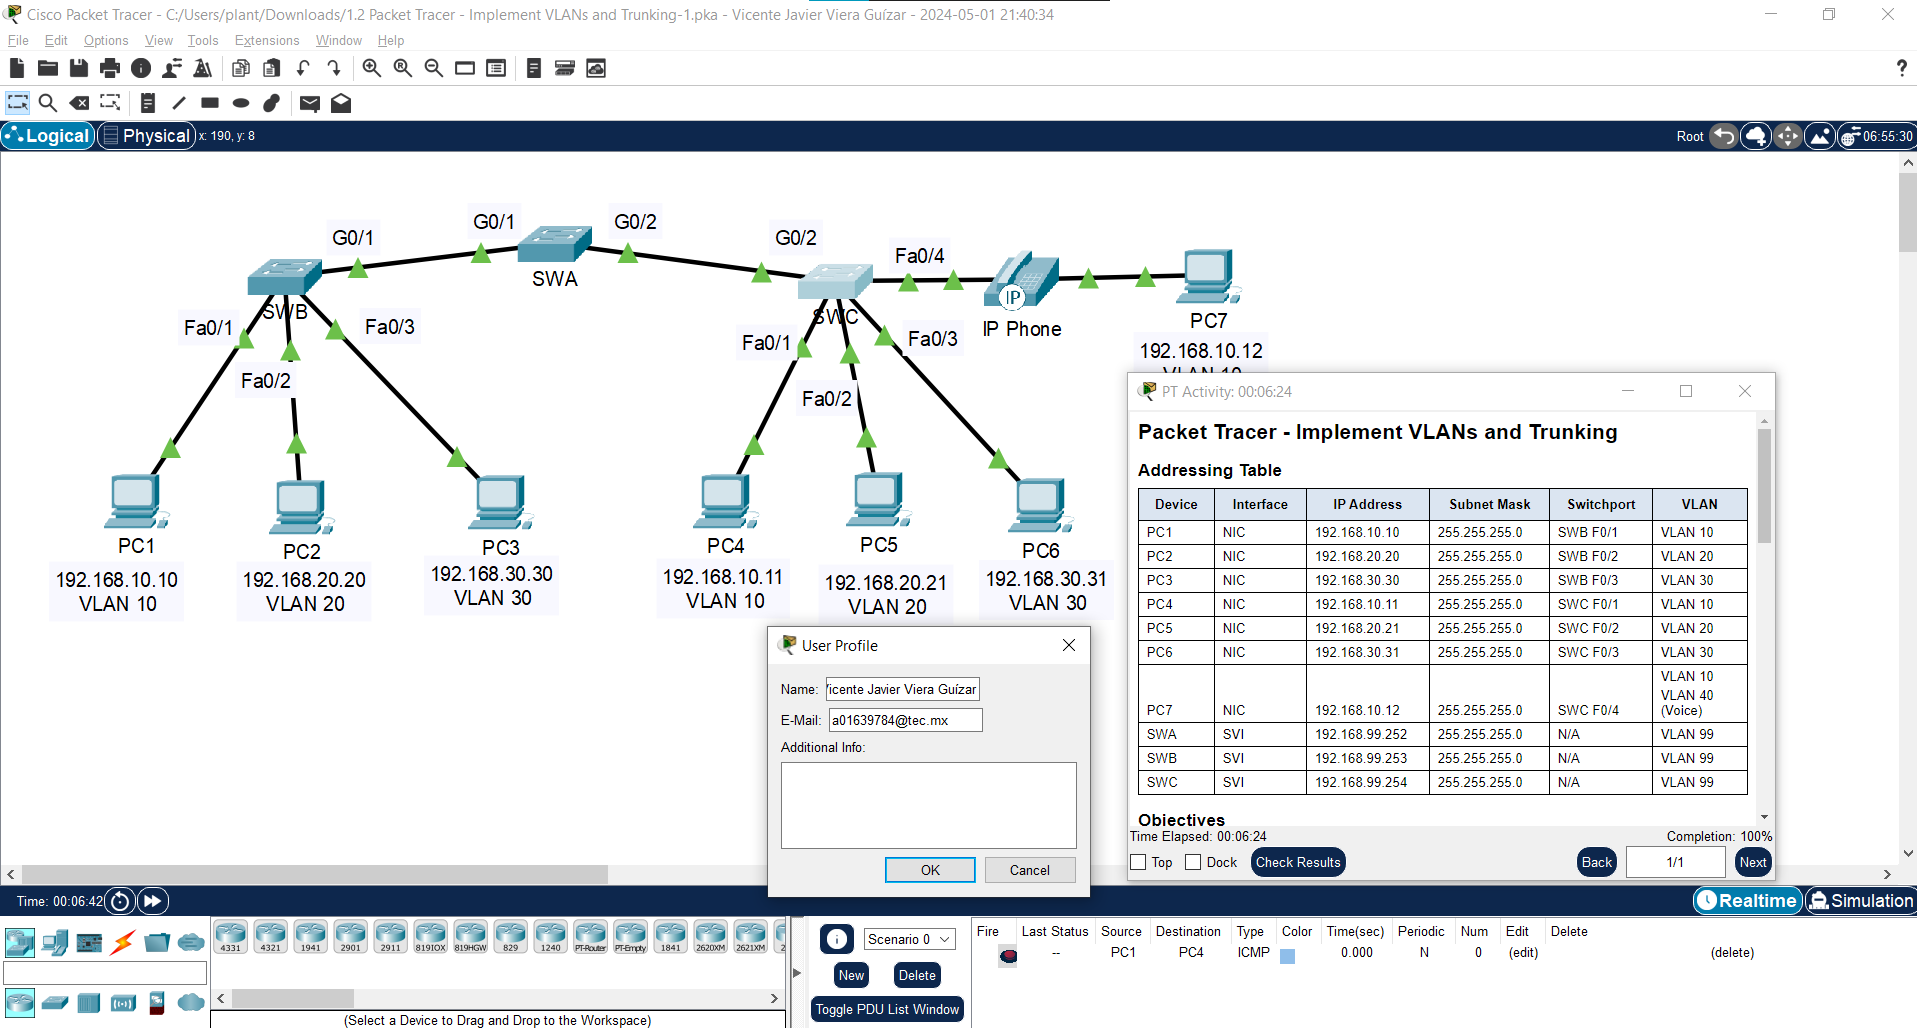 Cisco Packet Tracer - C:/Users/plant/Downloads/1.2 Packet Tracer - Implement VLANs and Trunking-1.pka - Vicente Javier Viera Guízar - 2024-05-01 21:40:34
File Edit Options View Tools Extensions Window Help
?
Logical Physical x: 190, y: 8 Root 06:55:30
G0/1 G0/1 G0/2 G0/2
SWB SWA SWC
Fa0/4
IP
IP Phone
PC7
192.168.10.12
VLAN 10
Fa0/1 Fa0/2 Fa0/3
Fa0/1 Fa0/2 Fa0/3
PC1
192.168.10.10
VLAN 10
PC2
192.168.20.20
VLAN 20
PC3
192.168.30.30
VLAN 30
PC4
192.168.10.11
VLAN 10
PC5
192.168.20.21
VLAN 20
PC6
192.168.30.31
VLAN 30
PT Activity: 00:06:24
Packet Tracer - Implement VLANs and Trunking
Addressing Table
Device Interface IP Address Subnet Mask Switchport VLAN
PC1 NIC 192.168.10.10 255.255.255.0 SWB F0/1 VLAN 10
PC2 NIC 192.168.20.20 255.255.255.0 SWB F0/2 VLAN 20
PC3 NIC 192.168.30.30 255.255.255.0 SWB F0/3 VLAN 30
PC4 NIC 192.168.10.11 255.255.255.0 SWC F0/1 VLAN 10
PC5 NIC 192.168.20.21 255.255.255.0 SWC F0/2 VLAN 20
PC6 NIC 192.168.30.31 255.255.255.0 SWC F0/3 VLAN 30
VLAN 10
VLAN 40
PC7 NIC 192.168.10.12 255.255.255.0 SWC F0/4 (Voice)
SWA SVI 192.168.99.252 255.255.255.0 N/A VLAN 99
SWB SVI 192.168.99.253 255.255.255.0 N/A VLAN 99
SWC SVI 192.168.99.254 255.255.255.0 N/A VLAN 99
Objectives
Time Elapsed: 00:06:24 Completion: 100%
Top Dock Check Results Back 1/1 Next
User Profile
Name: Vicente Javier Viera Guízar
E-Mail: a01639784@tec.mx
Additional Info:
OK Cancel
Time: 00:06:42 Realtime Simulation
4331 4321 1941 2901 2911 819IOX 819HGW 829 1240 PT-Router PT-Empty 1841 2620XM 2621XM 2
(Select a Device to Drag and Drop to the Workspace)
Scenario 0
New Delete
Toggle PDU List Window
Fire Last Status Source Destination Type Color Time(sec) Periodic Num Edit Delete
-- PC1 PC4 ICMP 0.000 N 0 (edit) (delete)